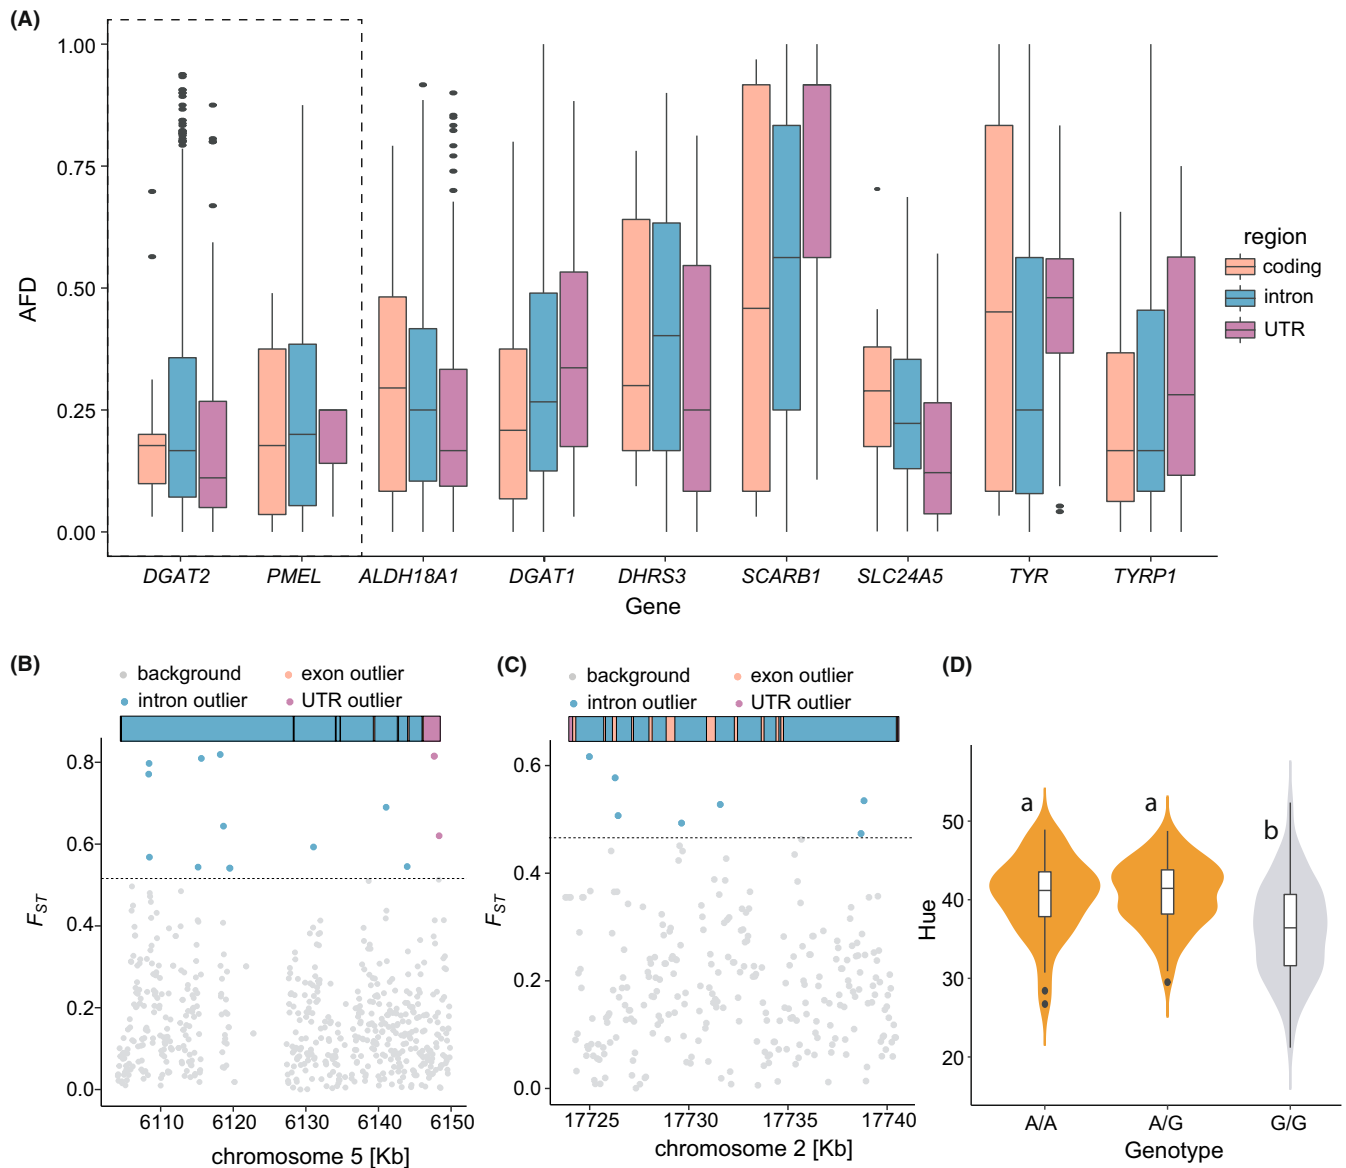 (A)
1.00
0.75
0.50
0.25
0.00
AFD
DGAT2 PMEL ALDH18A1 DGAT1 DHRS3 SCARB1 SLC24A5 TYR TYRP1
Gene
region
coding
intron
UTR
(B)
background exon outlier
intron outlier UTR outlier
0.8
0.6
0.4
0.2
0.0
FST
6110 6120 6130 6140 6150
chromosome 5 [Kb]
(C)
background exon outlier
intron outlier UTR outlier
0.6
0.4
0.2
0.0
FST
17725 17730 17735 17740
chromosome 2 [Kb]
(D)
a a b
50
40
30
20
Hue
A/A A/G G/G
Genotype